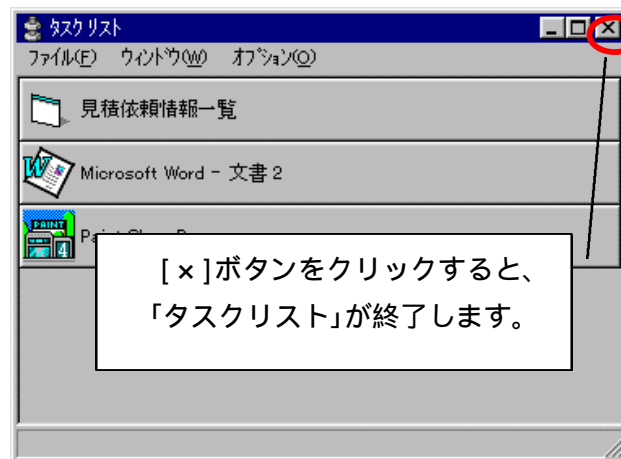 タスク リスト
ファイル(F) ウィンドウ(W) オプション(O)
見積依頼情報一覧
Microsoft Word - 文書 2
PAINT
4
[×]ボタンをクリックすると、
「タスクリスト」が終了します。